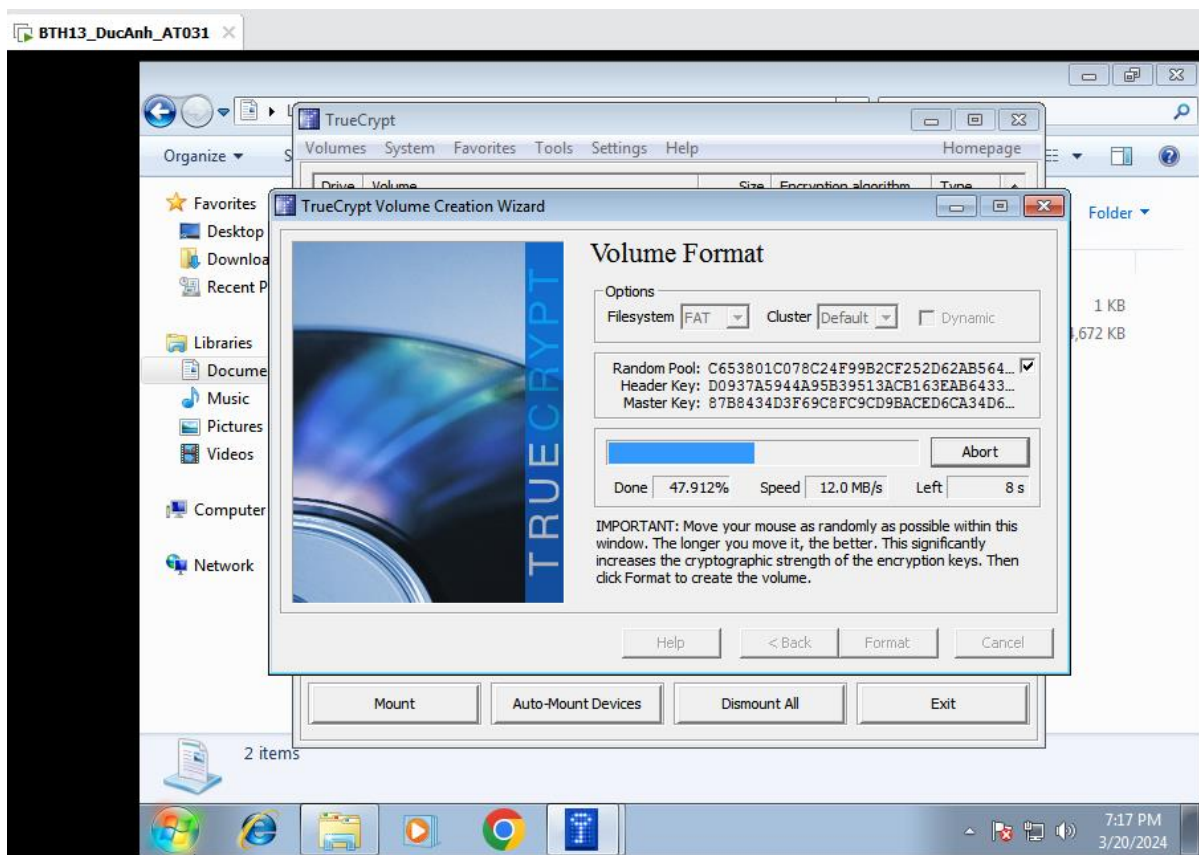 BTH13_DucAnh_AT031
Organize
TrueCrypt
Volumes System Favorites Tools Settings Help Homepage
Drive Volume Size Encryption algorithm Type
TrueCrypt Volume Creation Wizard
Favorites
Desktop
Downloa
Recent P
Libraries
Docume
Music
Pictures
Videos
Computer
Network
Folder
1 KB
,672 KB
TRUECRYPT
Volume Format
Options
Filesystem FAT Cluster Default Dynamic
Random Pool: C653801C078C24F99B2CF252D62AB564...
Header Key: D0937A5944A95B39513ACB163EAB6433...
Master Key: 87B8434D3F69C8FC9CD9BACED6CA34D6...
Abort
Done 47.912% Speed 12.0 MB/s Left 8 s
IMPORTANT: Move your mouse as randomly as possible within this
window. The longer you move it, the better. This significantly
increases the cryptographic strength of the encryption keys. Then
click Format to create the volume.
Help < Back Format Cancel
Mount Auto-Mount Devices Dismount All Exit
2 items
7:17 PM
3/20/2024